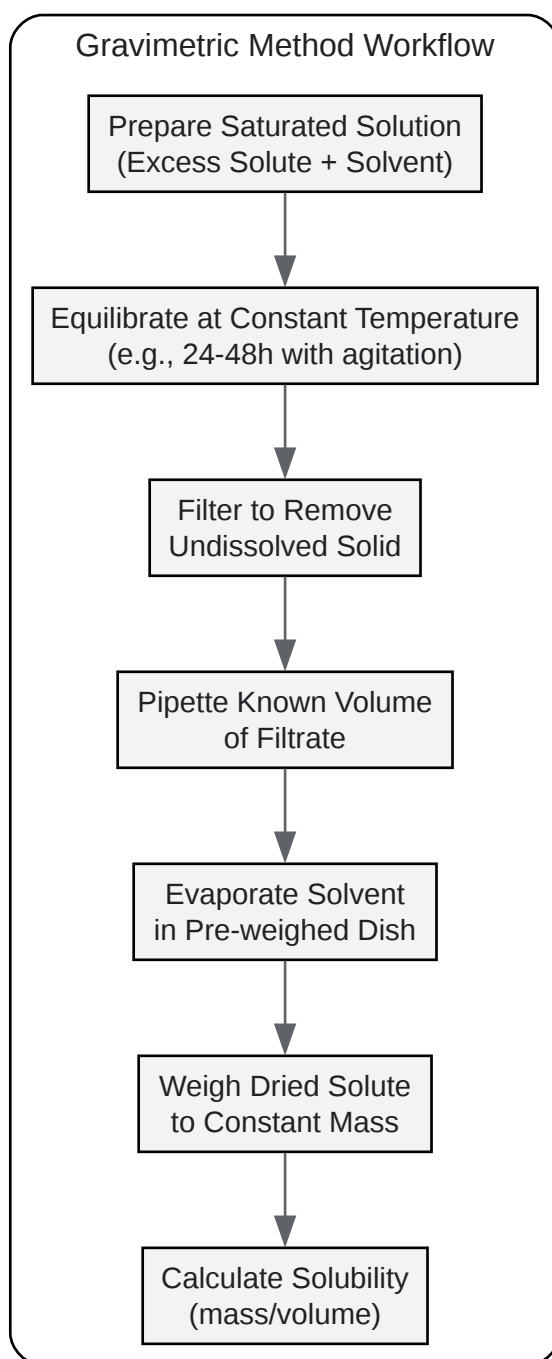 Gravimetric Method Workflow
Prepare Saturated Solution
(Excess Solute + Solvent)
Equilibrate at Constant Temperature
(e.g., 24-48h with agitation)
Filter to Remove
Undissolved Solid
Pipette Known Volume
of Filtrate
Evaporate Solvent
in Pre-weighed Dish
Weigh Dried Solute
to Constant Mass
Calculate Solubility
(mass/volume)